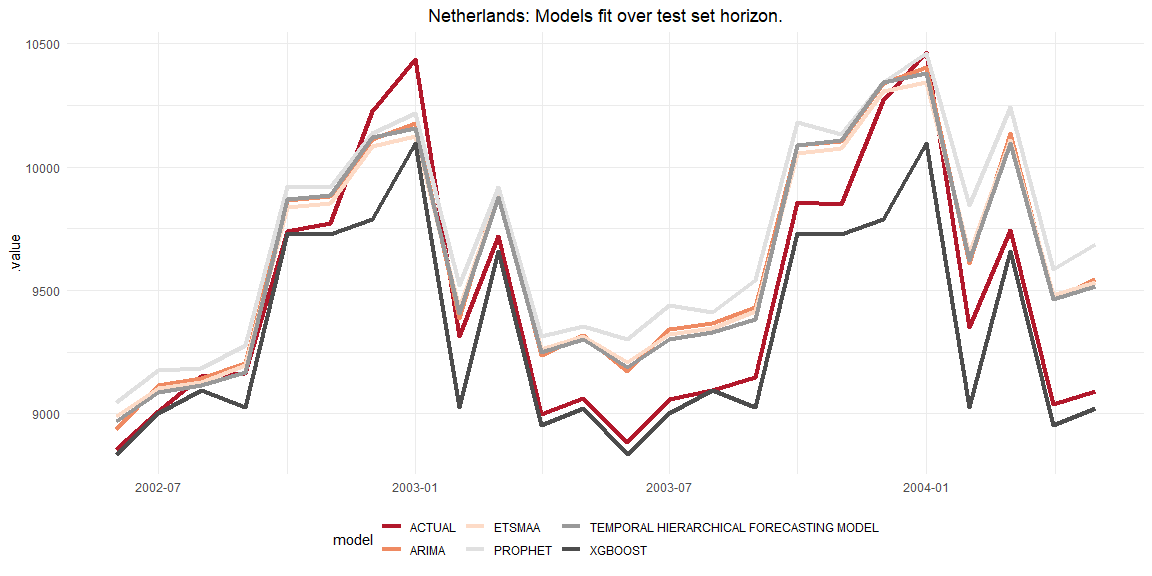 Netherlands: Models fit over test set horizon.
10500
10000
9500
9000
.value
2002-07
2003-01
2003-07
2004-01
model
ACTUAL
ETSMAA
TEMPORAL HIERARCHICAL FORECASTING MODEL
ARIMA
PROPHET
XGBOOST